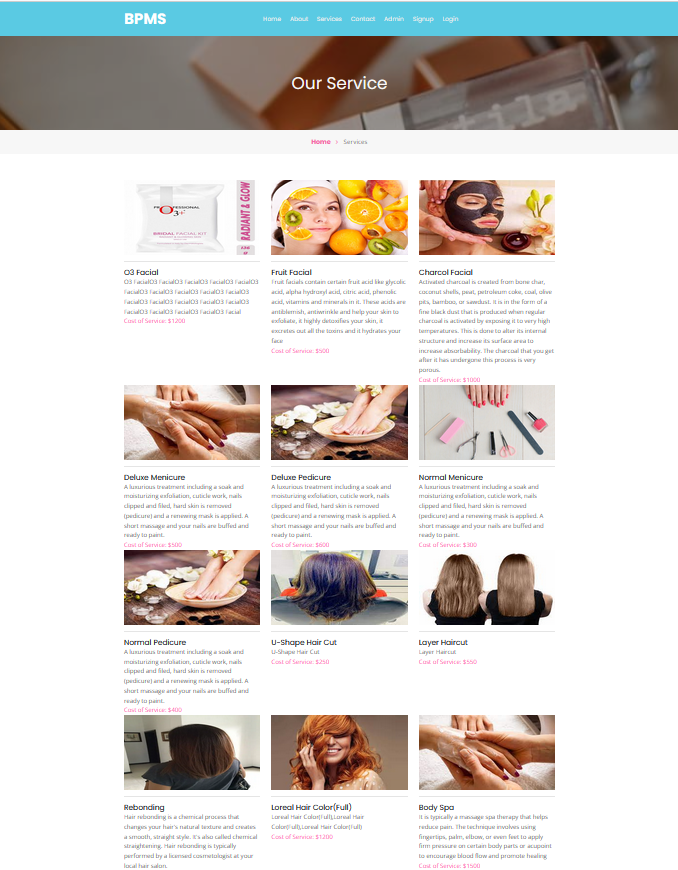 BPMS
Home About Services Contact Admin Signup Login
Our Service
Home › Services
PROFESSIONAL
O3+
BRIDAL FACIAL KIT
RADIANT & GLOW
O3 Facial
O3 FacialO3 FacialO3 FacialO3 FacialO3 FacialO3
FacialO3 FacialO3 FacialO3 FacialO3 FacialO3
FacialO3 FacialO3 FacialO3 FacialO3 FacialO3
FacialO3 FacialO3 FacialO3 FacialO3 Facial
Cost of Service: $1200
Fruit Facial
Fruit facials contain certain fruit acid like glycolic
acid, alpha hydroxyl acid, citric acid, phenolic
acid, vitamins and minerals in it. These acids are
antiblemish, antiwrinkle and help your skin to
exfoliate, it highly detoxifies your skin, it
excretes out all the toxins and it hydrates your
face
Cost of Service: $500
Charcol Facial
Activated charcoal is created from bone char,
coconut shells, peat, petroleum coke, coal, olive
pits, bamboo, or sawdust. It is in the form of a
fine black dust that is produced when regular
charcoal is activated by exposing it to very high
temperatures. This is done to alter its internal
structure and increase its surface area to
increase absorbability. The charcoal that you get
after it has undergone this process is very
porous.
Cost of Service: $1000
Deluxe Menicure
A luxurious treatment including a soak and
moisturizing exfoliation, cuticle work, nails
clipped and filed, hard skin is removed
(pedicure) and a renewing mask is applied. A
short massage and your nails are buffed and
ready to paint.
Cost of Service: $500
Deluxe Pedicure
A luxurious treatment including a soak and
moisturizing exfoliation, cuticle work, nails
clipped and filed, hard skin is removed
(pedicure) and a renewing mask is applied. A
short massage and your nails are buffed and
ready to paint.
Cost of Service: $600
Normal Menicure
A luxurious treatment including a soak and
moisturizing exfoliation, cuticle work, nails
clipped and filed, hard skin is removed
(pedicure) and a renewing mask is applied. A
short massage and your nails are buffed and
ready to paint.
Cost of Service: $300
Normal Pedicure
A luxurious treatment including a soak and
moisturizing exfoliation, cuticle work, nails
clipped and filed, hard skin is removed
(pedicure) and a renewing mask is applied. A
short massage and your nails are buffed and
ready to paint.
Cost of Service: $400
U-Shape Hair Cut
U-Shape Hair Cut
Cost of Service: $250
Layer Haircut
Layer Haircut
Cost of Service: $550
Rebonding
Hair rebonding is a chemical process that
changes your hair's natural texture and creates
a smooth, straight style. It's also called chemical
straightening. Hair rebonding is typically
performed by a licensed cosmetologist at your
local hair salon.
Loreal Hair Color(Full)
Loreal Hair Color(Full),Loreal Hair
Color(Full),Loreal Hair Color(Full)
Cost of Service: $1200
Body Spa
It is typically a massage spa therapy that helps
reduce pain. The technique involves using
fingertips, palm, elbow, or even feet to apply
firm pressure on certain body parts or acupoint
to encourage blood flow and promote healing
Cost of Service: $1500